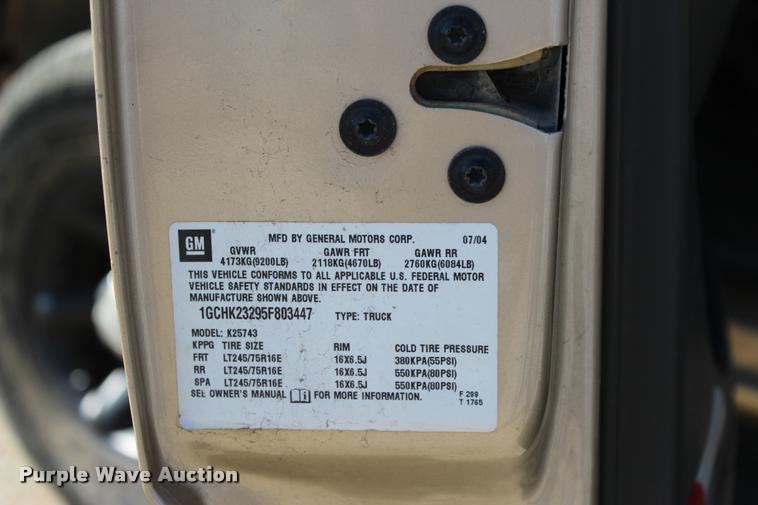 GM MFD BY GENERAL MOTORS CORP. 07/04
GVWR GAWR FRT GAWR RR
4173KG(9200LB) 2118KG(4670LB) 2760KG(6084LB)
THIS VEHICLE CONFORMS TO ALL APPLICABLE U.S. FEDERAL MOTOR
VEHICLE SAFETY STANDARDS IN EFFECT ON THE DATE OF
MANUFACTURE SHOWN ABOVE.
1GCHK23295F803447 TYPE: TRUCK
MODEL: K25743
KPPG TIRE SIZE RIM COLD TIRE PRESSURE
FRT LT245/75R16E 16X6.5J 380KPA(55PSI)
RR LT245/75R16E 16X6.5J 550KPA(80PSI)
SPA LT245/75R16E 16X6.5J 550KPA(80PSI)
SEE OWNER'S MANUAL FOR MORE INFORMATION. F 299
T 1765
Purple Wave Auction